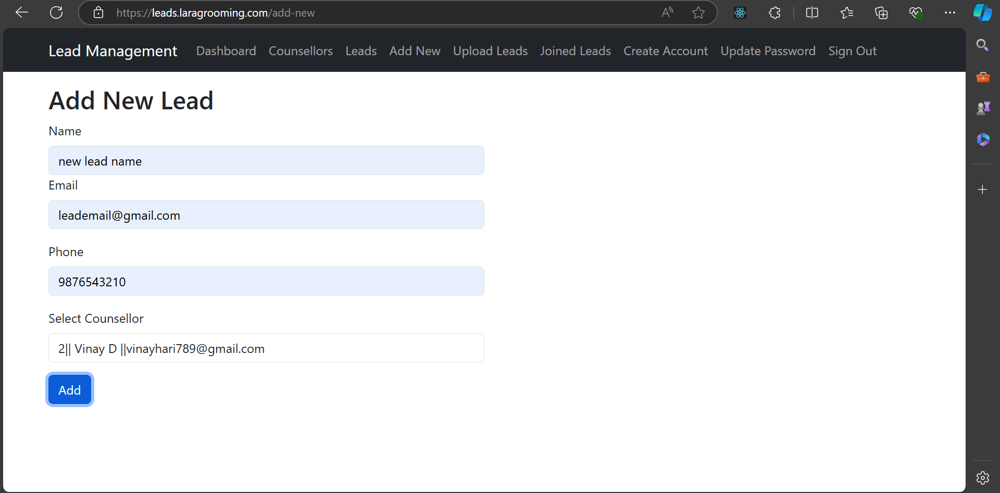 https://leads.laragrooming.com/add-new
Lead Management Dashboard Counsellors Leads Add New Upload Leads Joined Leads Create Account Update Password Sign Out
Add New Lead
Name
new lead name
Email
leademail@gmail.com
Phone
9876543210
Select Counsellor
2|| Vinay D ||vinayhari789@gmail.com
Add